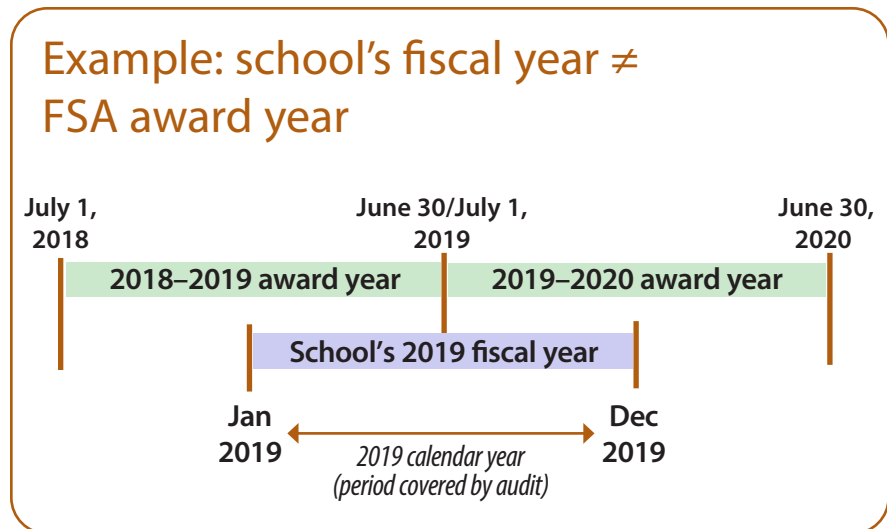 Example: school's fiscal year ≠
FSA award year
July 1,
2018
June 30/July 1,
2019
June 30,
2020
2018–2019 award year
2019–2020 award year
School's 2019 fiscal year
Jan
2019
Dec
2019
2019 calendar year
(period covered by audit)